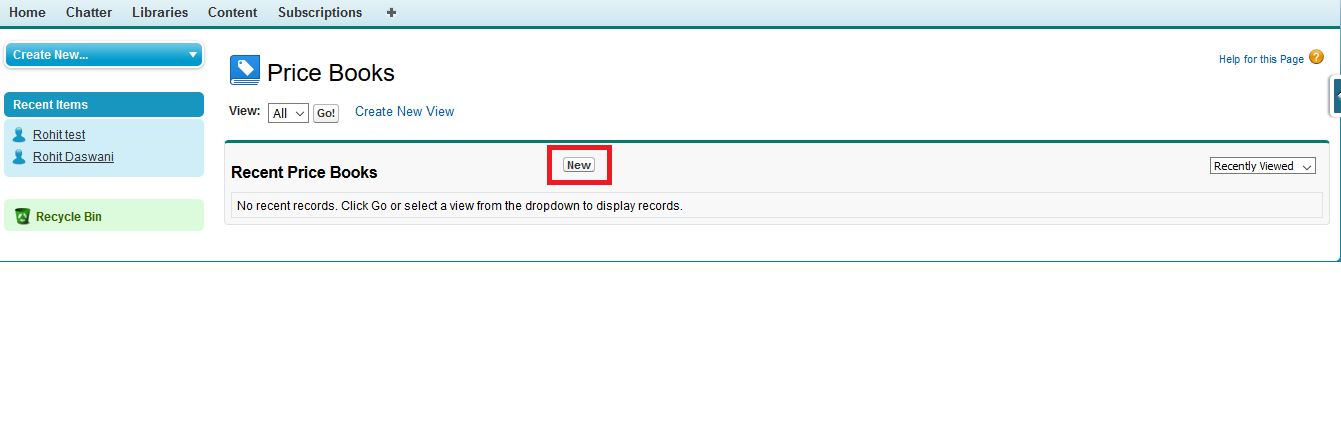 Home Chatter Libraries Content Subscriptions +
Create New...
Price Books
Help for this Page ?
View: All Go! Create New View
Recent Items
Rohit test
Rohit Daswani
Recent Price Books New Recently Viewed
No recent records. Click Go or select a view from the dropdown to display records.
Recycle Bin